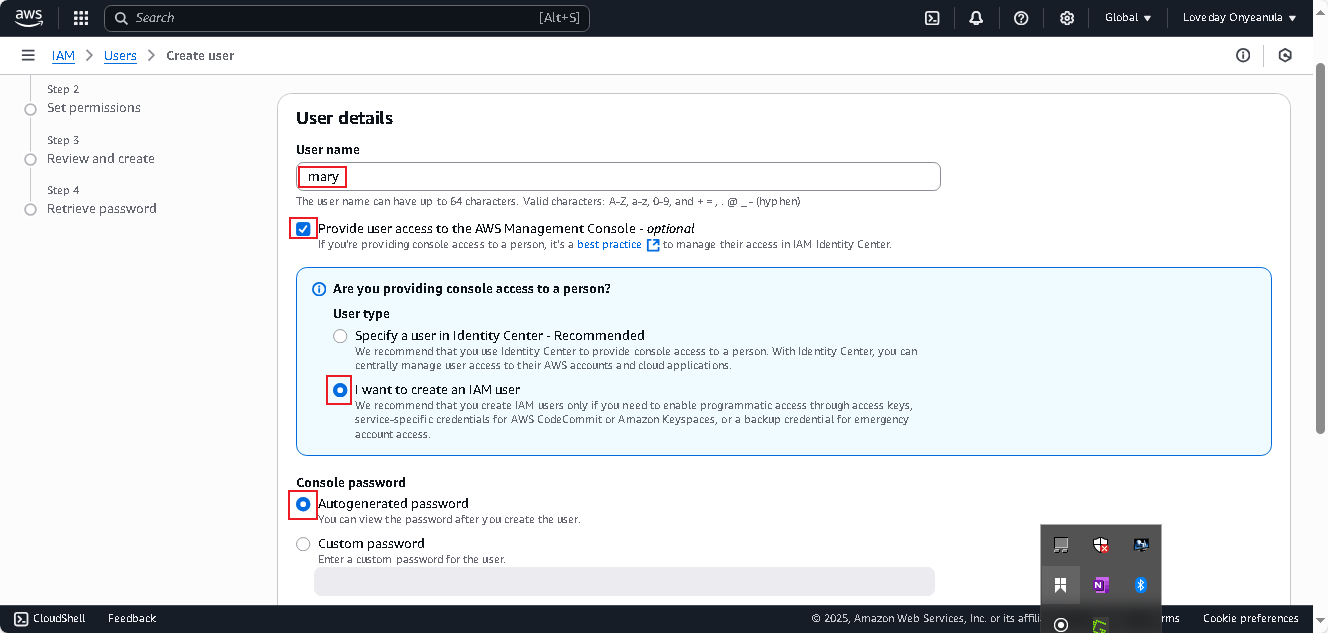 aws
Search
[Alt+S]
Global
Loveday Onyeanula
IAM
Users
Create user
Step 2
Set permissions
Step 3
Review and create
Step 4
Retrieve password
User details
User name
mary
The user name can have up to 64 characters. Valid characters: A-Z, a-z, 0-9, and + = , . @ _ - (hyphen)
Provide user access to the AWS Management Console - optional
If you're providing console access to a person, it's a best practice to manage their access in IAM Identity Center.
Are you providing console access to a person?
User type
Specify a user in Identity Center - Recommended
We recommend that you use Identity Center to provide console access to a person. With Identity Center, you can
centrally manage user access to their AWS accounts and cloud applications.
I want to create an IAM user
We recommend that you create IAM users only if you need to enable programmatic access through access keys,
service-specific credentials for AWS CodeCommit or Amazon Keyspaces, or a backup credential for emergency
account access.
Console password
Autogenerated password
You can view the password after you create the user.
Custom password
Enter a custom password for the user.
CloudShell
Feedback
© 2025, Amazon Web Services, Inc. or its
Cookie preferences